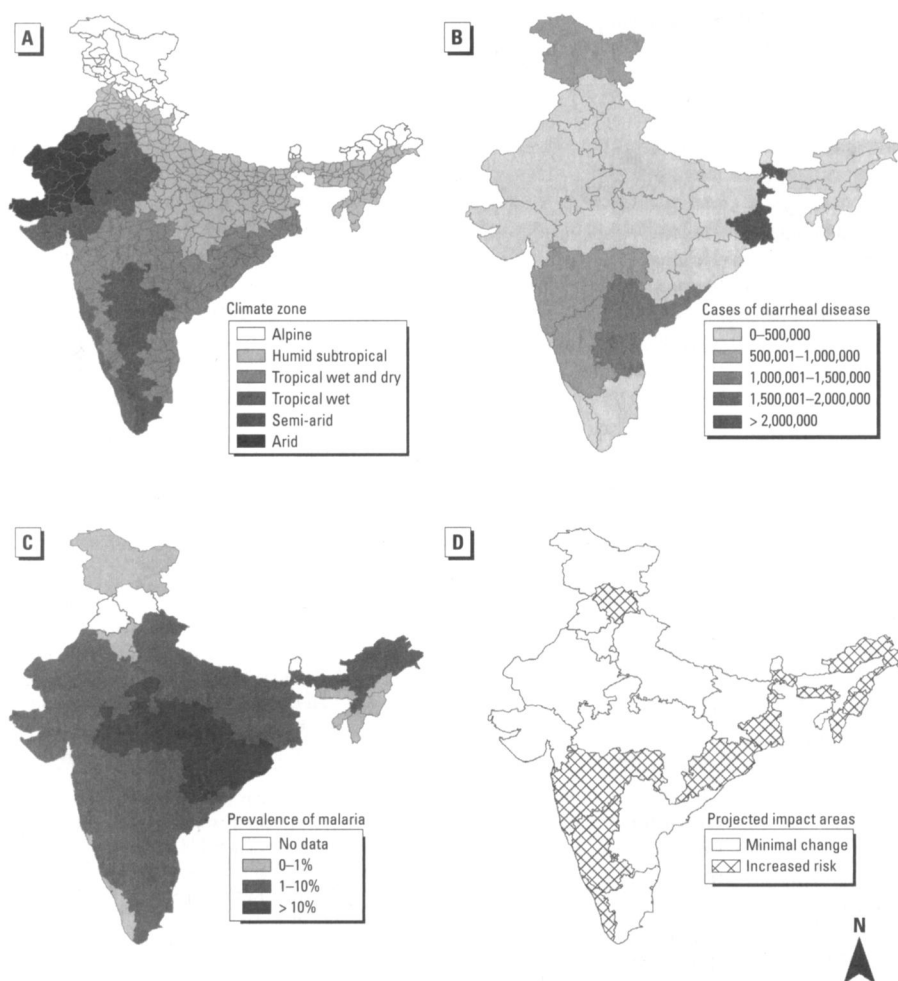 A
Climate zone
Alpine
Humid subtropical
Tropical wet and dry
Tropical wet
Semi-arid
Arid
B
Cases of diarrheal disease
0–500,000
500,001–1,000,000
1,000,001–1,500,000
1,500,001–2,000,000
> 2,000,000
C
Prevalence of malaria
No data
0–1%
1–10%
> 10%
D
Projected impact areas
Minimal change
Increased risk
N